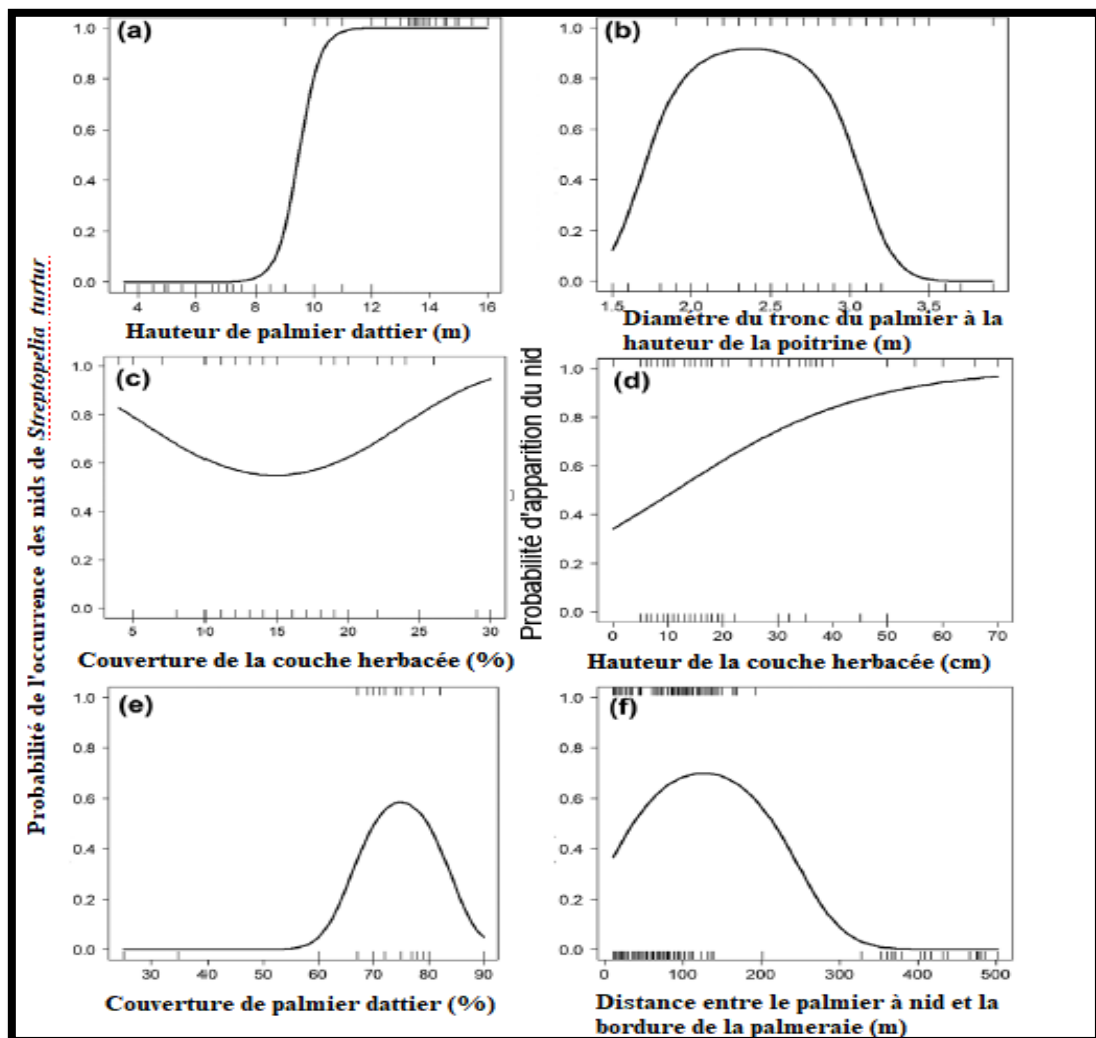 Probabilité de l'occurrence des nids de Streptopelia turtur
(a)
1.0
0.8
0.6
0.4
0.2
0.0
4 6 8 10 12 14 16
Hauteur de palmier dattier (m)
(b)
1.0
0.8
0.6
0.4
0.2
0.0
1.5 2.0 2.5 3.0 3.5
Diamétre du tronc du palmier à la
hauteur de la poitrine (m)
(c)
1.0
0.8
0.6
0.4
0.2
0.0
5 10 15 20 25 30
Couverture de la couche herbacée (%)
Probabilité d'apparition du nid
(d)
1.0
0.8
0.6
0.4
0.2
0.0
0 10 20 30 40 50 60 70
Hauteur de la couche herbacée (cm)
(e)
1.0
0.8
0.6
0.4
0.2
0.0
30 40 50 60 70 80 90
Couverture de palmier dattier (%)
(f)
1.0
0.8
0.6
0.4
0.2
0.0
0 100 200 300 400 500
Distance entre le palmier à nid et la
bordure de la palmeraie (m)